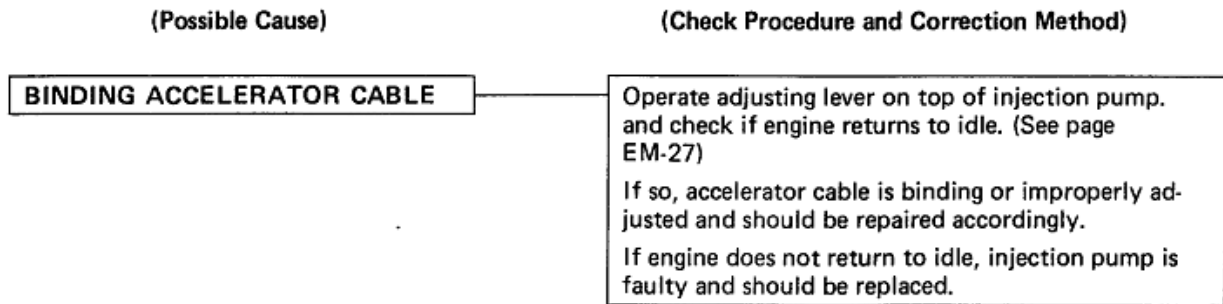 (Possible Cause)
(Check Procedure and Correction Method)
BINDING ACCELERATOR CABLE
Operate adjusting lever on top of injection pump.
and check if engine returns to idle. (See page
EM-27)
If so, accelerator cable is binding or improperly ad-
justed and should be repaired accordingly.
If engine does not return to idle, injection pump is
faulty and should be replaced.